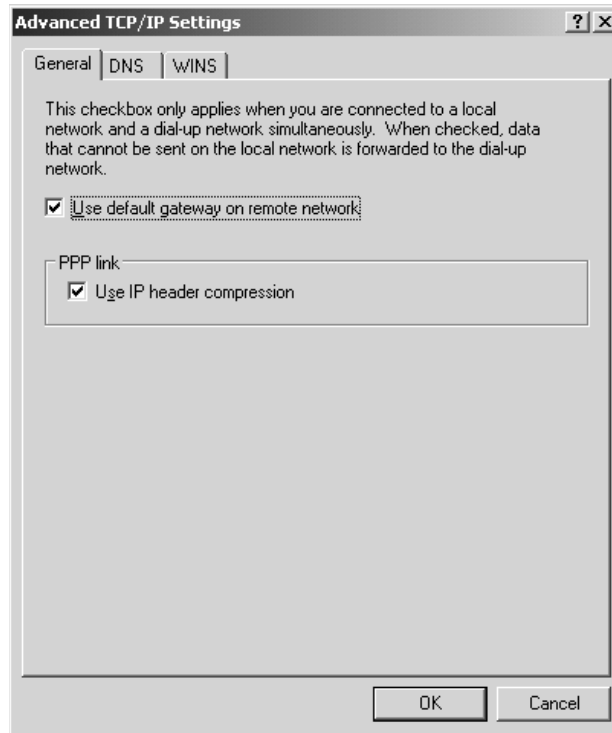 Advanced TCP/IP Settings
General DNS WINS
This checkbox only applies when you are connected to a local
network and a dial-up network simultaneously. When checked, data
that cannot be sent on the local network is forwarded to the dial-up
network.
Use default gateway on remote network
PPP link
Use IP header compression
OK Cancel